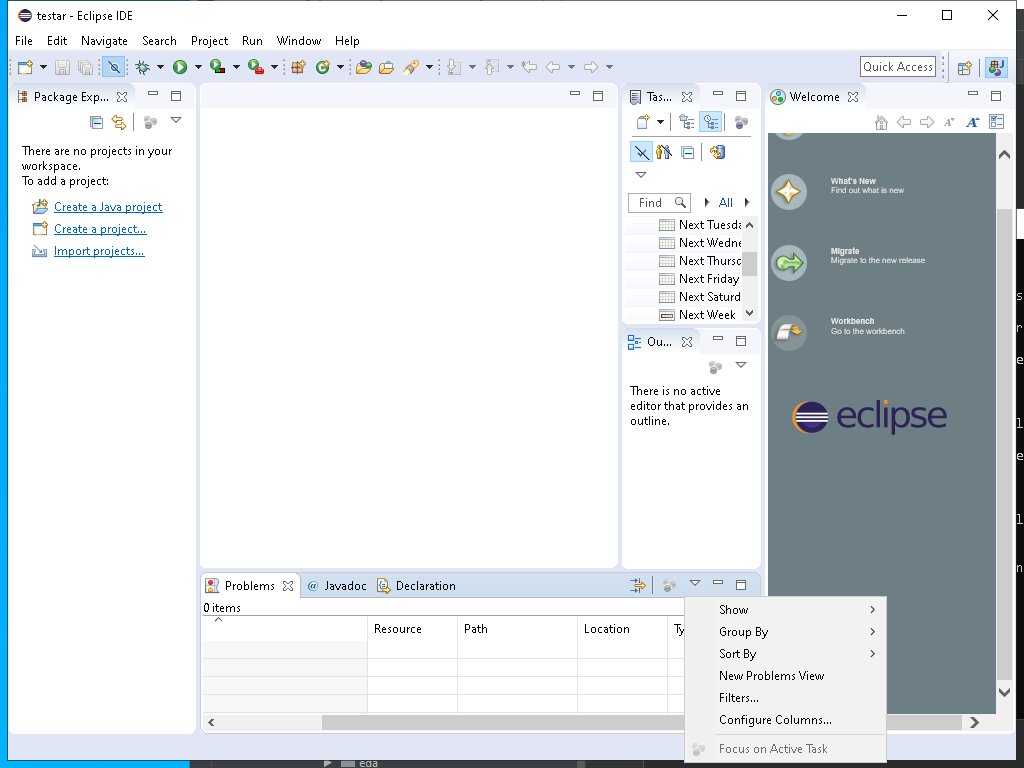 testar - Eclipse IDE
File Edit Navigate Search Project Run Window Help
Quick Access
Package Exp...
There are no projects in your
workspace.
To add a project:
Create a Java project
Create a project...
Import projects...
Tas...
Find
All
Next Tuesda
Next Wedne
Next Thursd
Next Friday
Next Saturd
Next Week
Ou...
There is no active
editor that provides an
outline.
Welcome
What's New
Find out what is new
Migrate
Migrate to the new release
Workbench
Go to the workbench
eclipse
Problems
@ Javadoc
Declaration
0 items
Resource Path Location Ty
Show
Group By
Sort By
New Problems View
Filters...
Configure Columns...
Focus on Active Task
eda